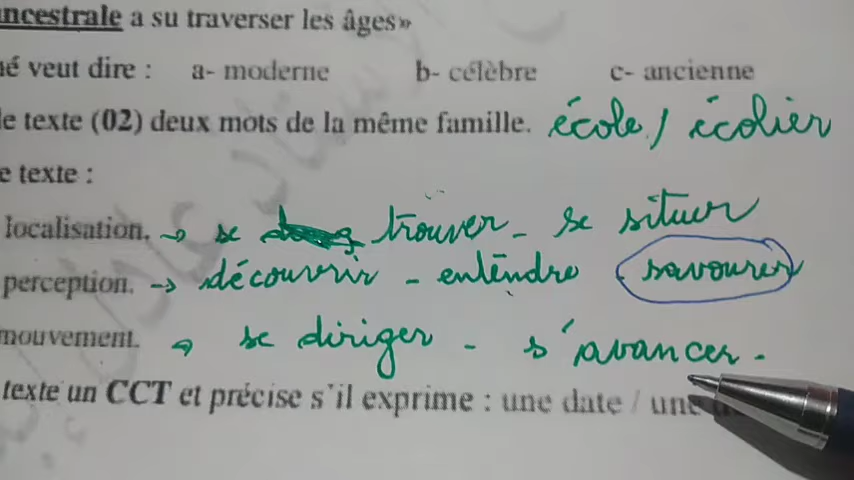 ncestrale a su traverser les âges»
é veut dire : a- moderne b- célèbre c- ancienne
le texte (02) deux mots de la même famille. école / écolier
e texte :
localisation. → se trouver - se situer
perception. → découvrir - entendre - savourer
mouvement. → se diriger - s'avancer.
texte un CCT et précise s'il exprime : une date / une